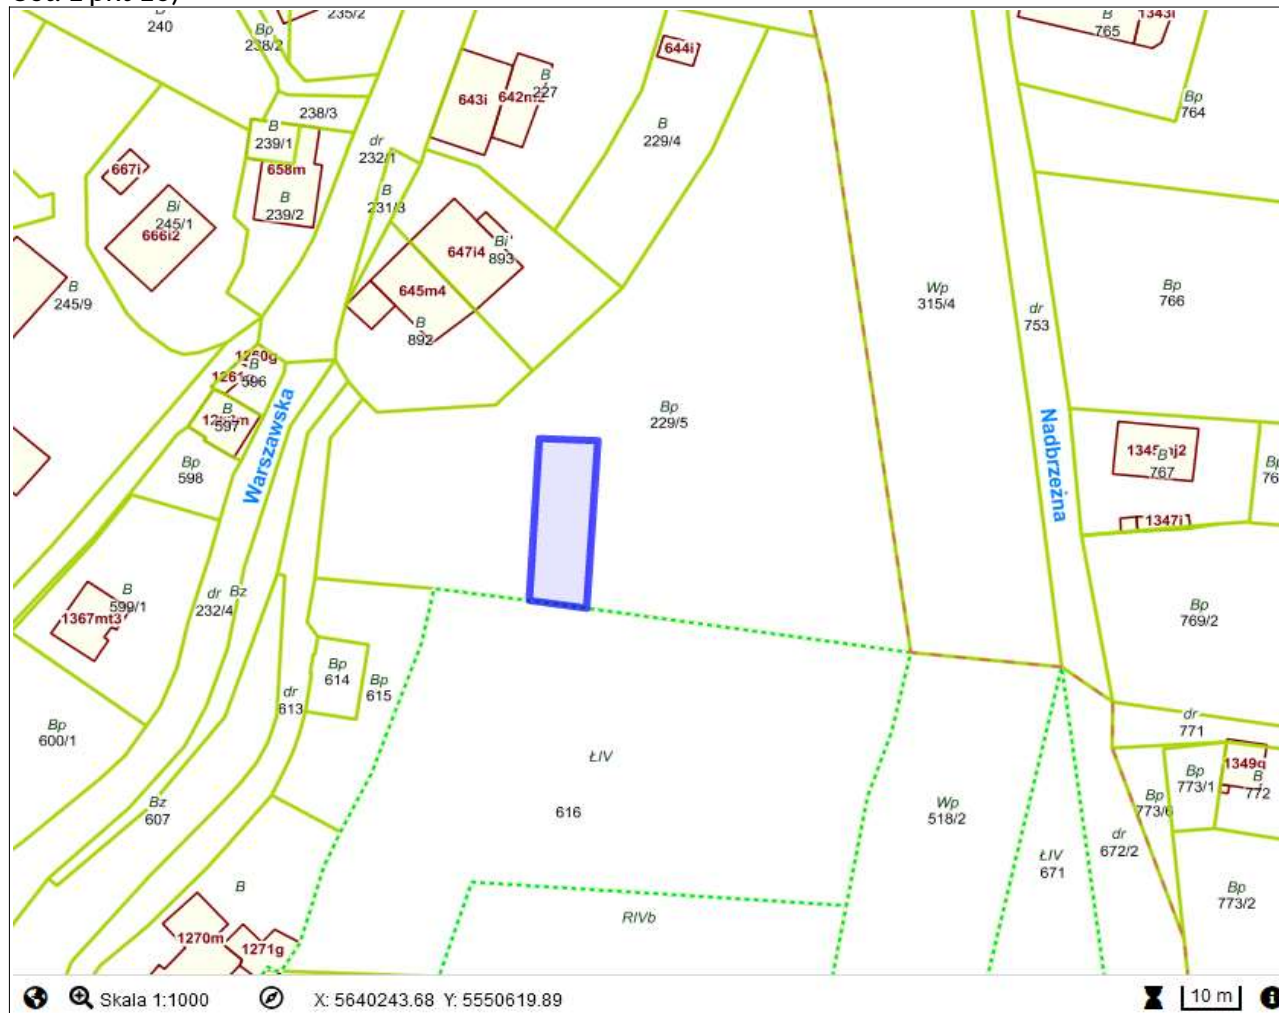 240
235/2
Bp
238/2
238/3
B
239/1
658m
B
239/2
667i
Bi
245/1
666i2
B
245/9
dr
232/1
B
231/3
643i
B
227
644i
B
229/4
647i4
Bi
893
645m4
B
892
B
765
1343i
Bp
764
Wp
315/4
dr
753
Bp
766
B
596
B
597
Bp
598
Warszawska
Bp
229/5
Nadbrzeżna
B
767
1347i
B
599/1
1367mt3
dr
232/4
Bz
Bp
769/2
Bp
614
Bp
615
dr
613
Bp
600/1
dr
771
1349g
B
772
Bp
773/1
Bp
773/6
ŁIV
616
Bz
607
Wp
518/2
dr
672/2
ŁIV
671
Bp
773/2
B
RIVb
1270m
1271g
Skala 1:1000
X: 5640243.68 Y: 5550619.89
10 m